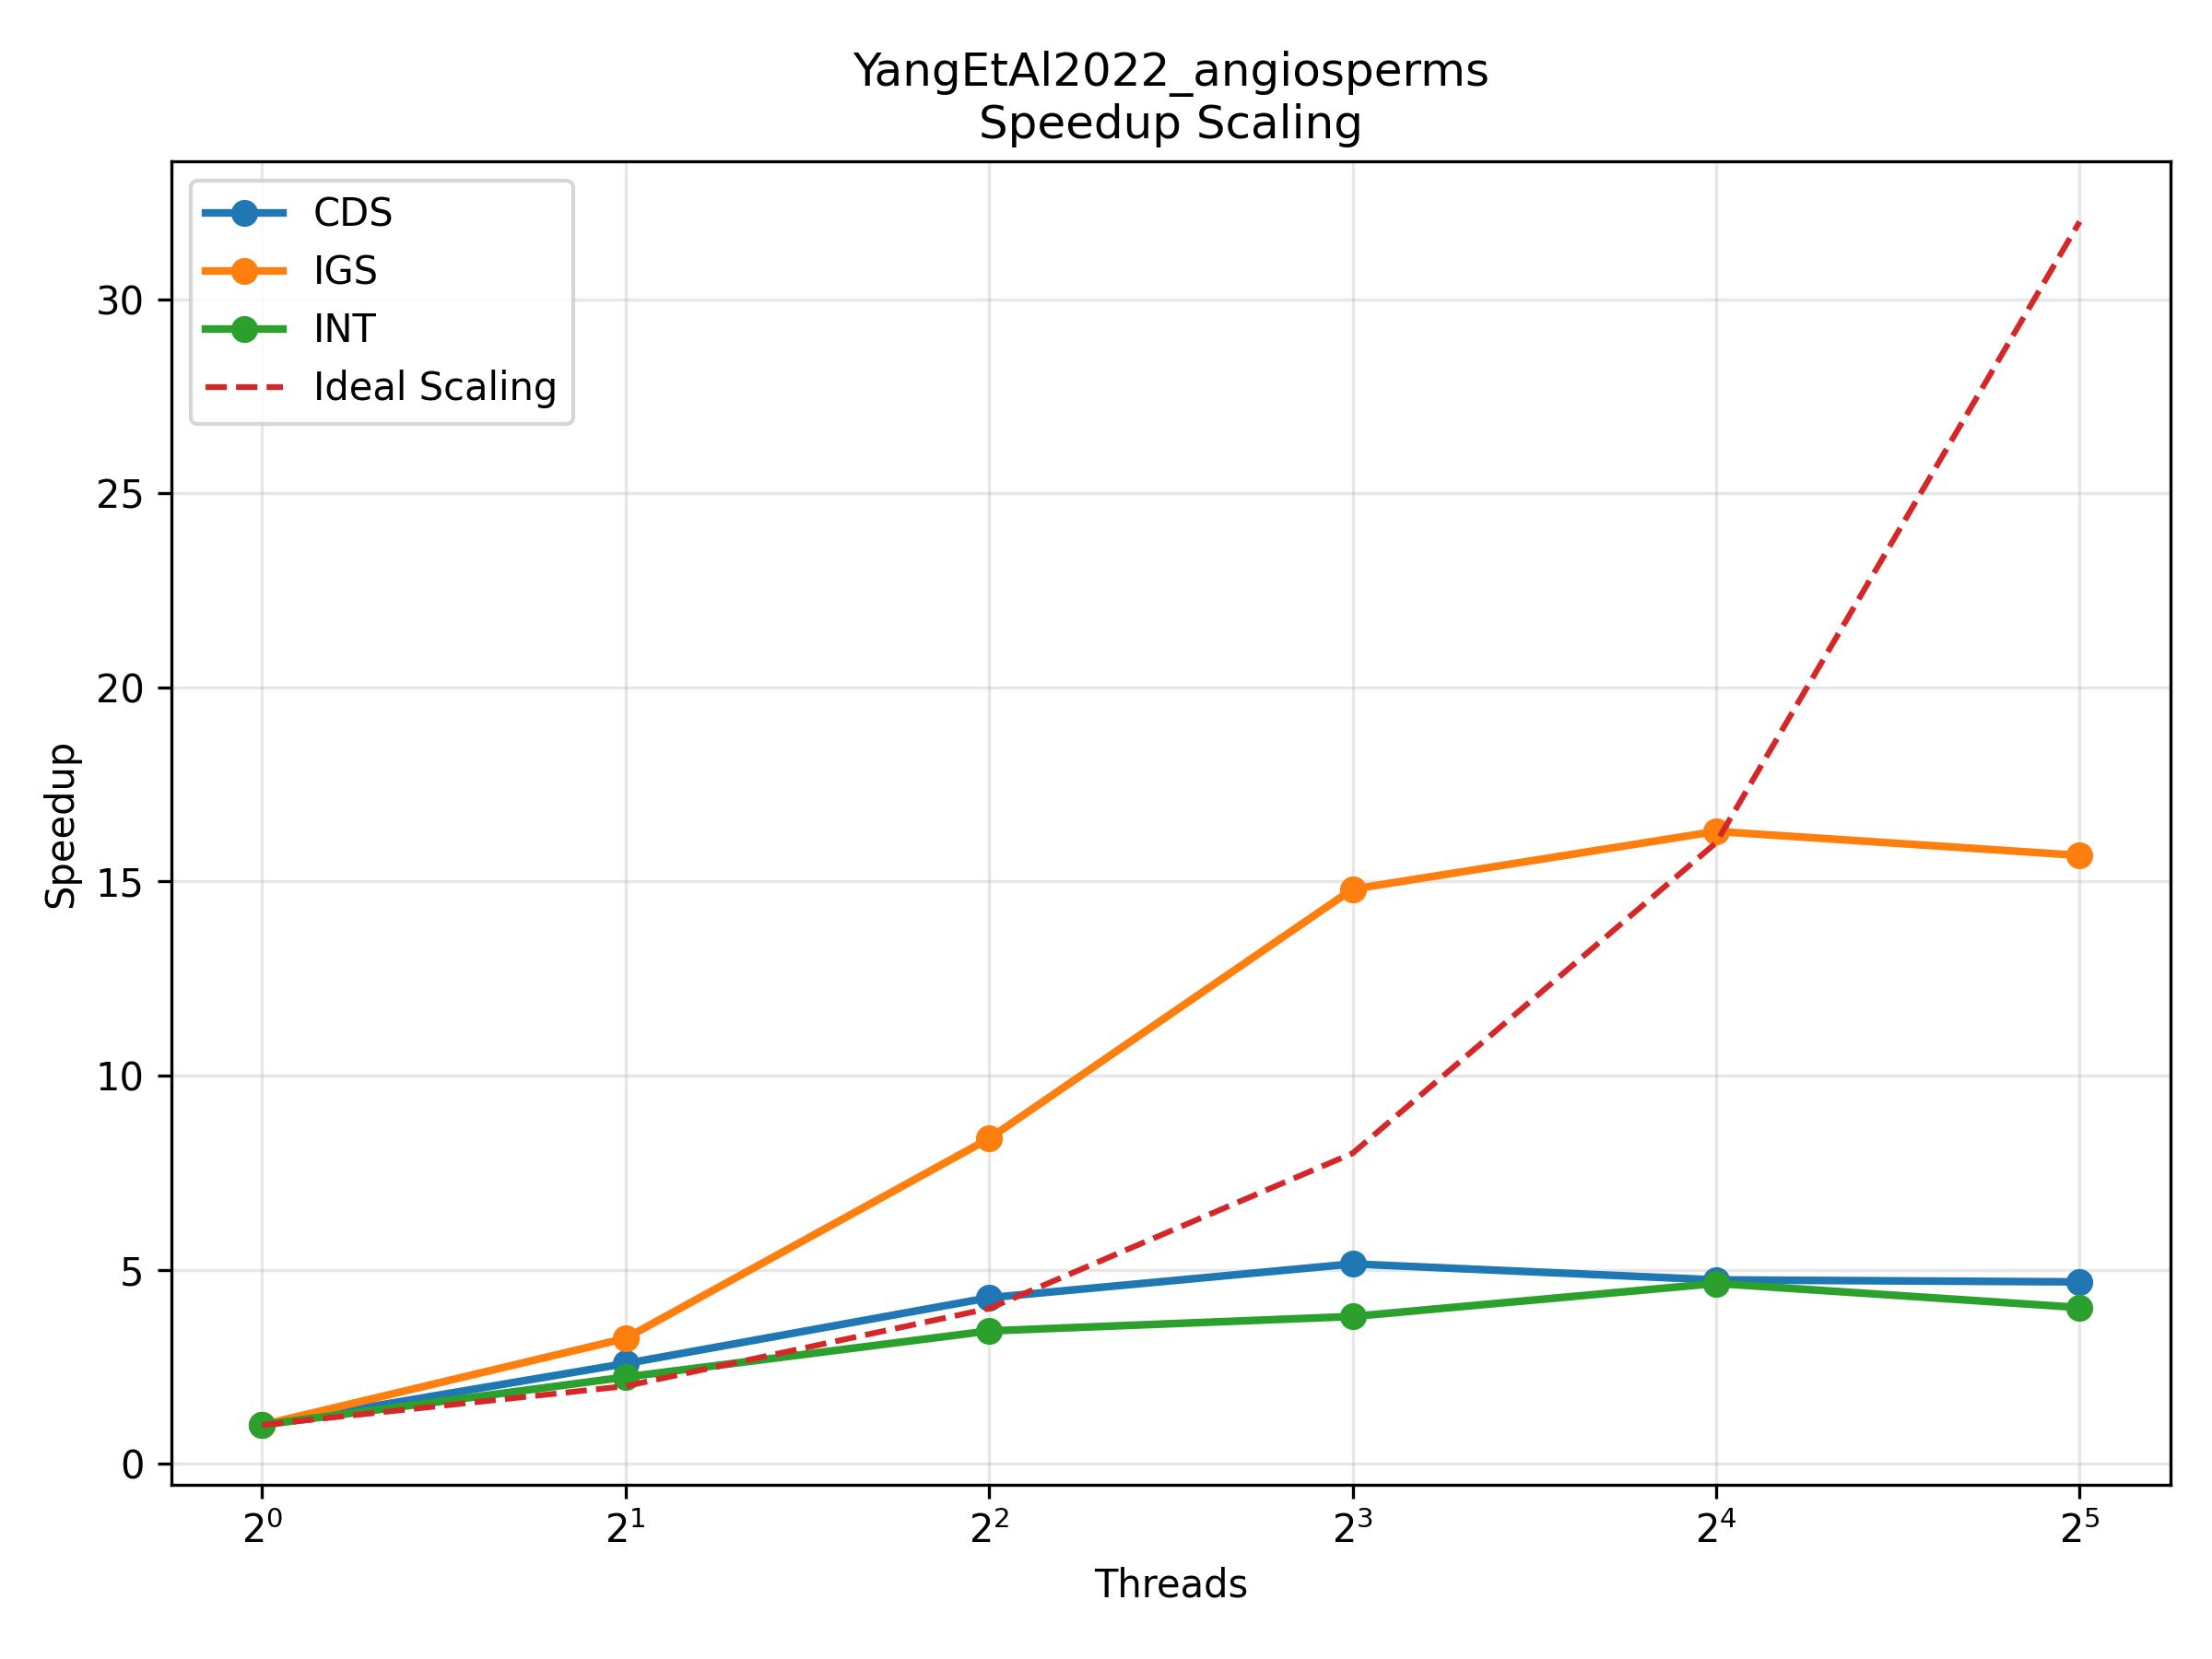 YangEtAl2022_angiosperms
Speedup Scaling
CDS
IGS
INT
Ideal Scaling
30
25
20
15
10
5
0
Speedup
2⁰ 2¹ 2² 2³ 2⁴ 2⁵
Threads